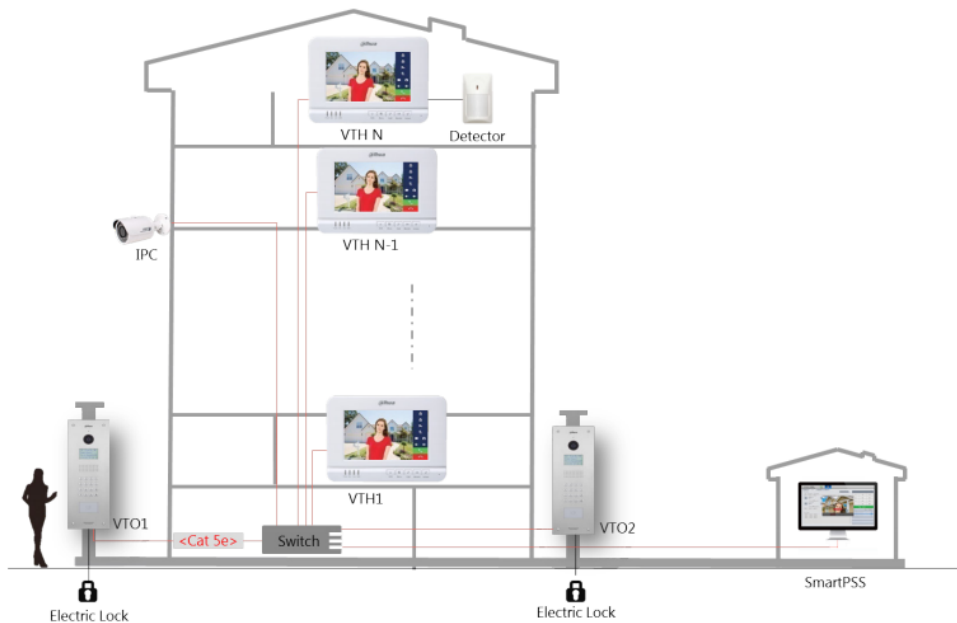 VTH N
Detector
VTH N-1
IPC
VTH1
VTO1
<Cat 5e>
Switch
VTO2
SmartPSS
Electric Lock
Electric Lock